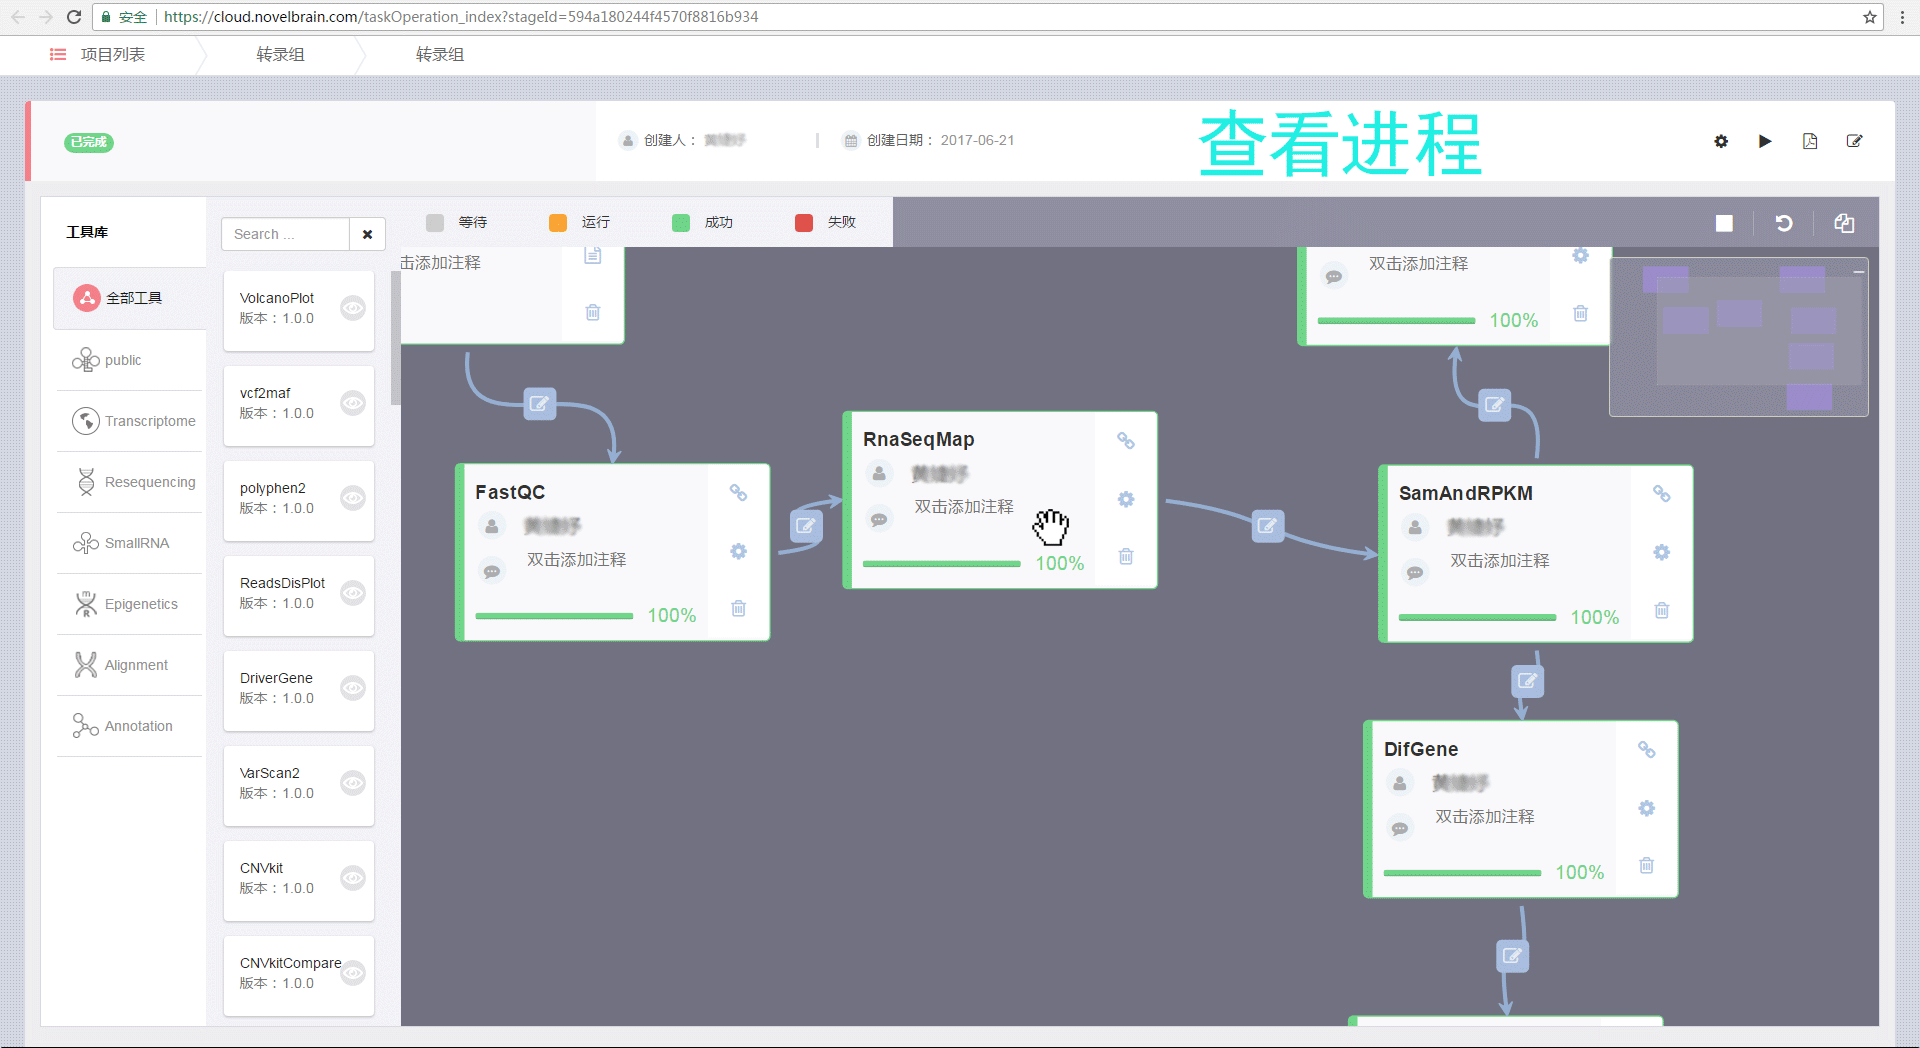 安全 https://cloud.novelbrain.com/taskOperation_index?stageId=594a180244f4570f8816b934
项目列表 转录组 转录组
已完成 创建人： 创建日期： 2017-06-21 查看进程
工具库
全部工具
public
Transcriptome
Resequencing
SmallRNA
Epigenetics
Alignment
Annotation
Search ...
VolcanoPlot
版本：1.0.0
vcf2maf
版本：1.0.0
polyphen2
版本：1.0.0
ReadsDisPlot
版本：1.0.0
DriverGene
版本：1.0.0
VarScan2
版本：1.0.0
CNVkit
版本：1.0.0
CNVkitCompare
版本：1.0.0
等待 运行 成功 失败
击添加注释
双击添加注释
100%
FastQC
双击添加注释
100%
RnaSeqMap
双击添加注释
100%
SamAndRPKM
双击添加注释
100%
DifGene
双击添加注释
100%